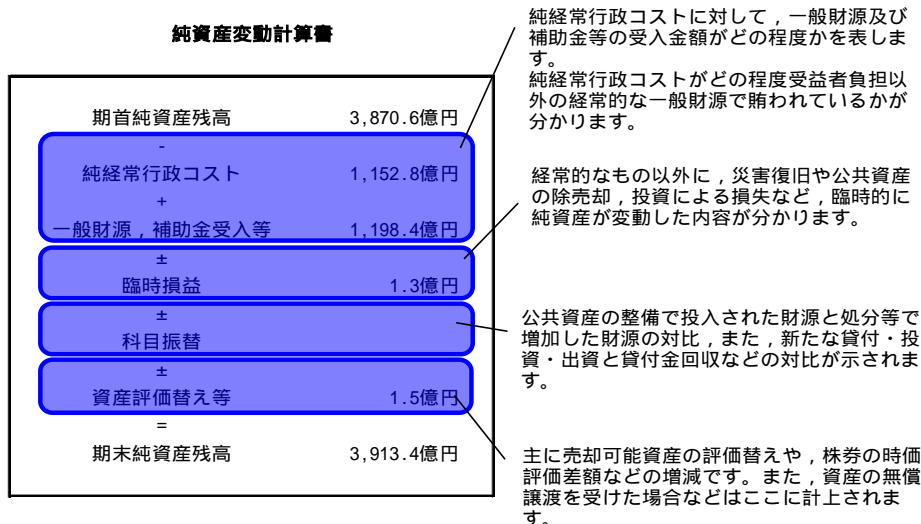 純資産変動計算書
期首純資産残高 3,870.6億円
-
純経常行政コスト 1,152.8億円
+
一般財源，補助金受入等 1,198.4億円
±
臨時損益 1.3億円
±
科目振替
±
資産評価替え等 1.5億円
=
期末純資産残高 3,913.4億円
純経常行政コストに対して，一般財源及び
補助金等の受入金額がどの程度かを表しま
す。
純経常行政コストがどの程度受益者負担以
外の経常的な一般財源で賄われているかが
分かります。
経常的なもの以外に，災害復旧や公共資産
の除売却，投資による損失など，臨時的に
純資産が変動した内容が分かります。
公共資産の整備で投入された財源と処分等で
増加した財源の対比，また，新たな貸付・投
資・出資と貸付金回収などの対比が示されま
す。
主に売却可能資産の評価替えや，株券の時価
評価差額などの増減です。また，資産の無償
譲渡を受けた場合などはここに計上されま
す。